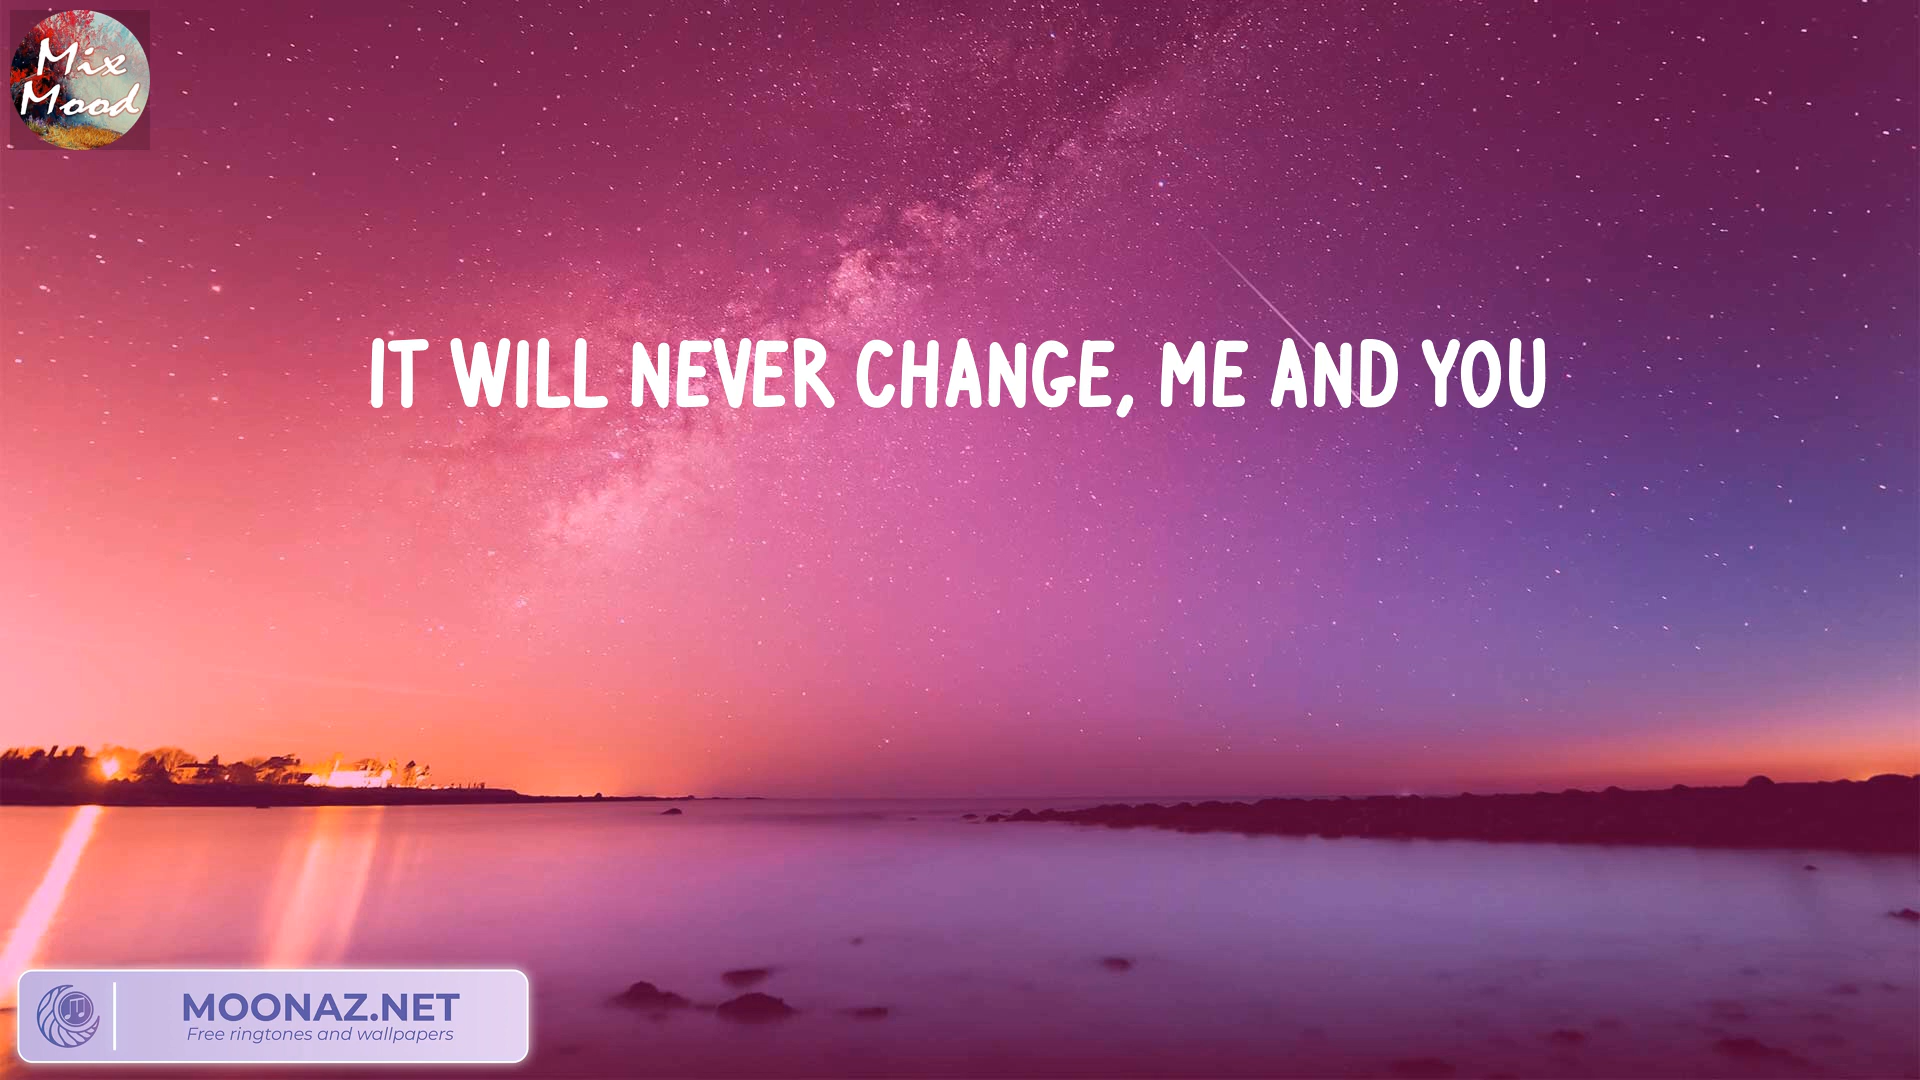 Mix
Mood
IT WILL NEVER CHANGE, ME AND YOU
MOONAZ.NET
Free ringtones and wallpapers